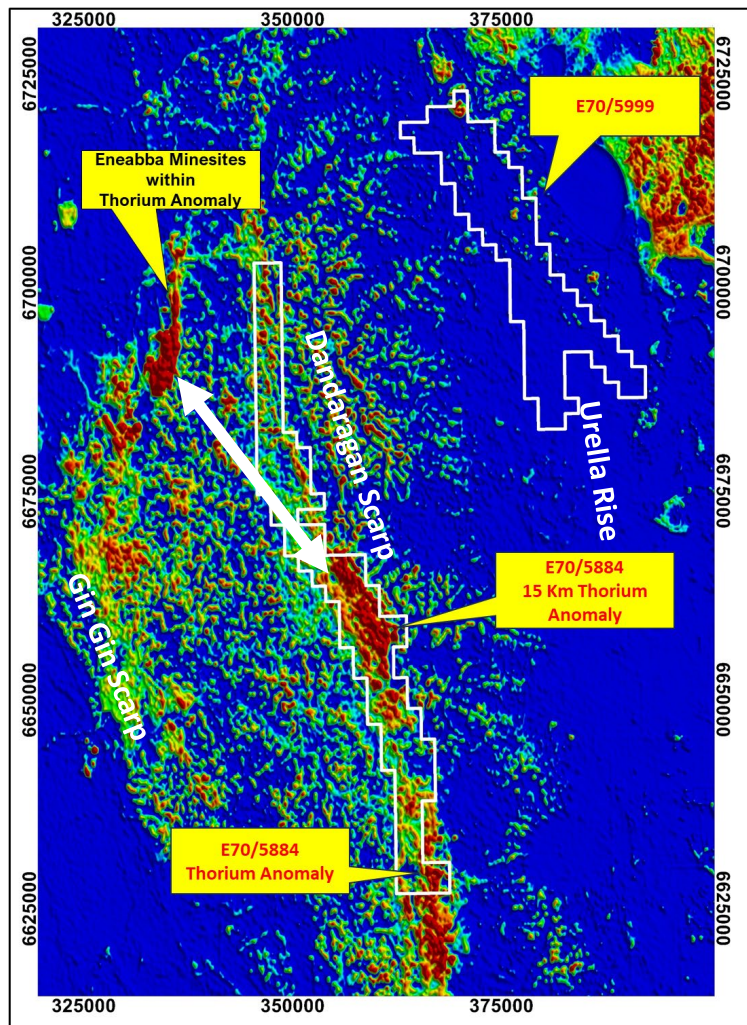 325000
350000
375000
6725000
6725000
E70/5999
Eneabba Minesites
within
Thorium Anomaly
6700000
6700000
Dandaragan Scarp
Urella Rise
6675000
6675000
E70/5884
15 Km Thorium
Anomaly
Gin Gin Scarp
6650000
6650000
E70/5884
Thorium Anomaly
6625000
6625000
325000
350000
375000